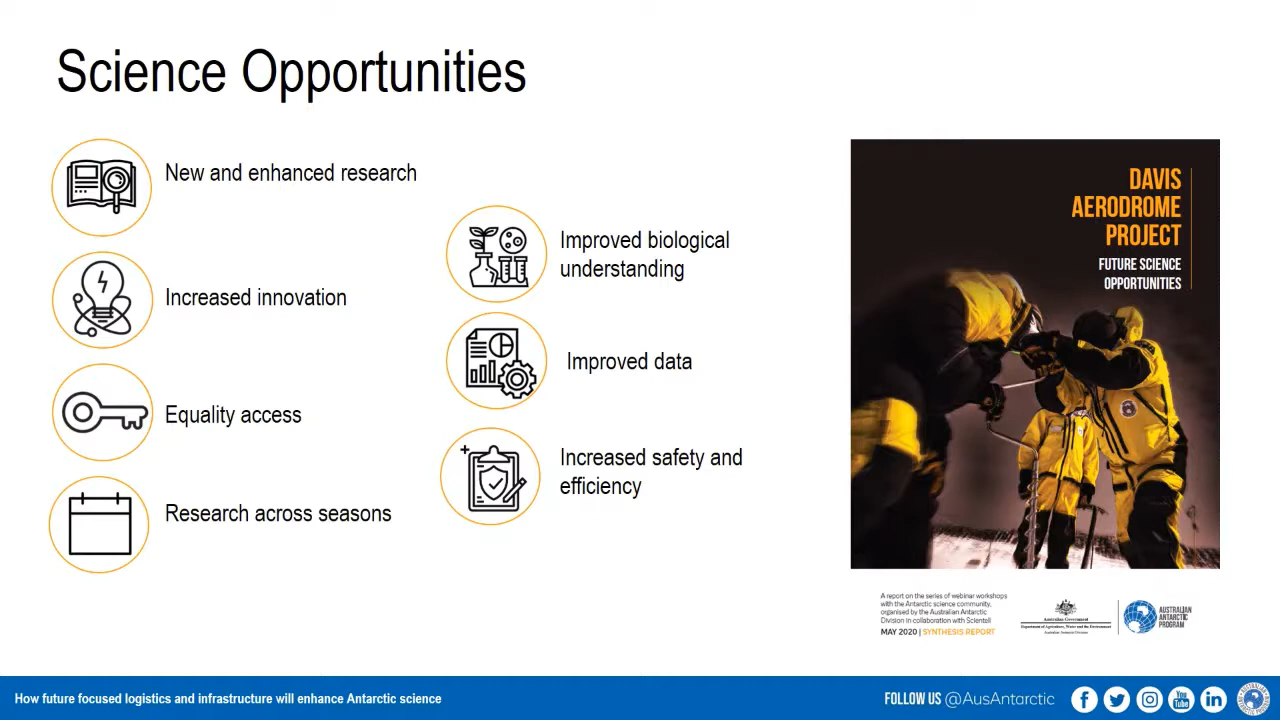 Science Opportunities
New and enhanced research
Increased innovation
Equality access
Research across seasons
Improved biological
understanding
Improved data
Increased safety and
efficiency
DAVIS
AERODROME
PROJECT
FUTURE SCIENCE
OPPORTUNITIES
A report on the series of webinar workshops
with the Antarctic science community,
organised by the Australian Antarctic
Division in collaboration with Scientell
MAY 2020 | SYNTHESIS REPORT
Australian Government
Department of Agriculture, Water and the Environment
Australian Antarctic Division
AUSTRALIAN
ANTARCTIC
PROGRAM
How future focused logistics and infrastructure will enhance Antarctic science
FOLLOW US @AusAntarctic
You
Tube
in